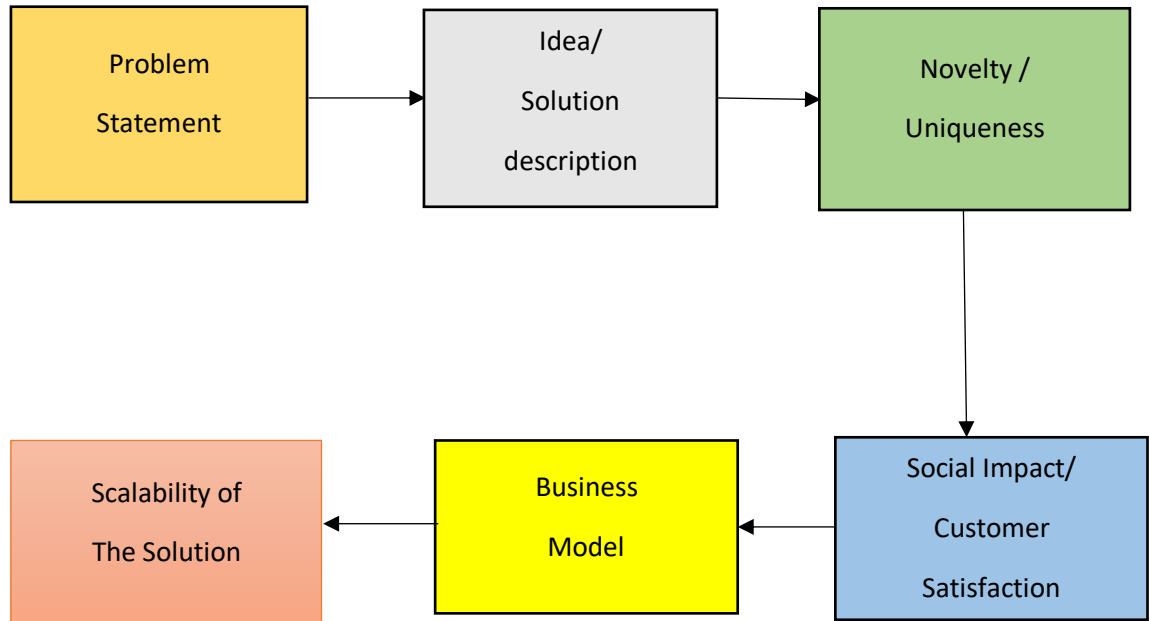 Problem
Statement
Idea/
Solution
description
Novelty /
Uniqueness
Social Impact/
Customer
Satisfaction
Business
Model
Scalability of
The Solution